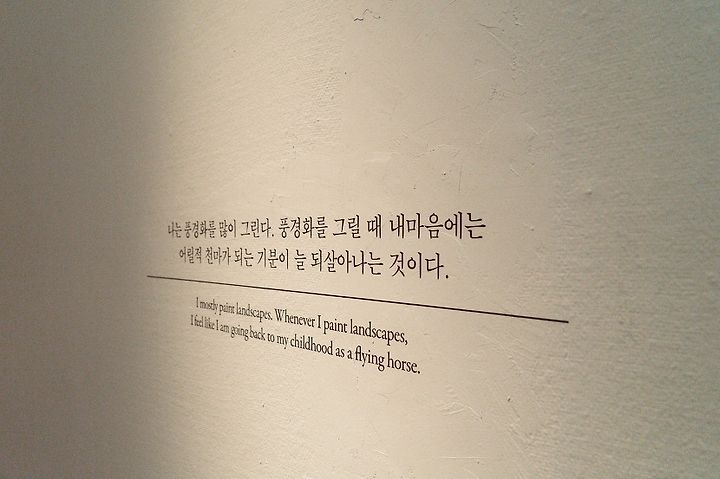 나는 풍경화를 많이 그린다. 풍경화를 그릴 때 내마음에는
어릴적 천마가 되는 기분이 늘 되살아나는 것이다.
I mostly paint landscapes. Whenever I paint landscapes,
I feel like I am going back to my childhood as a flying horse.